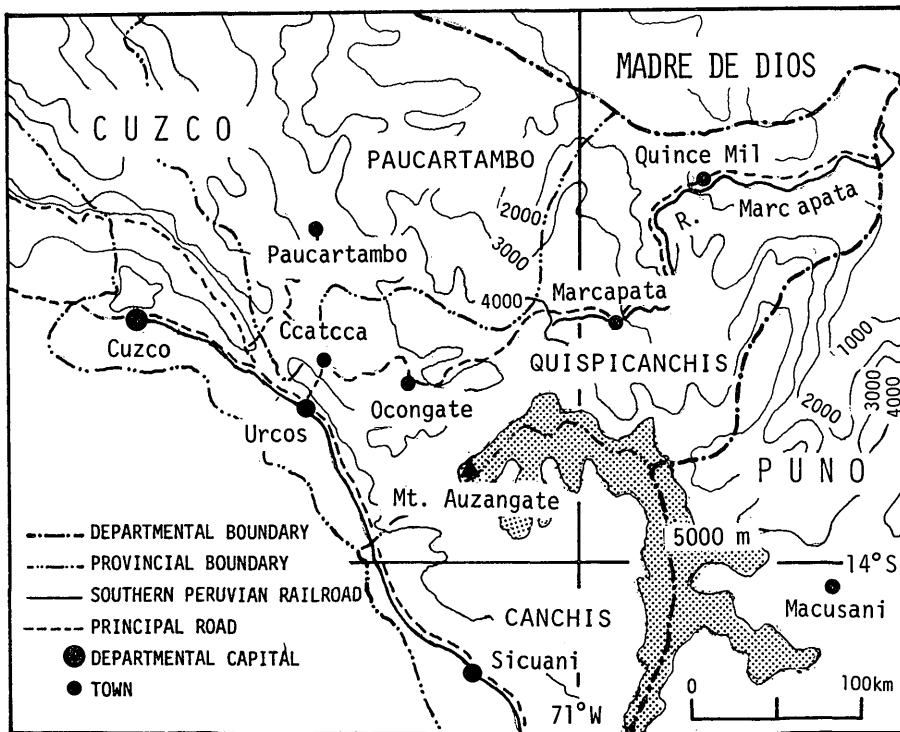 MADRE DE DIOS
CUZCO
PAUCARTAMBO
Quince Mil
R. Marcapata
2000
3000
Paucartambo
4000
Marcapata
Ccatcca
Cuzco
QUISPICANCHIS
1000
Ocongate
3000
4000
2000
Urcos
PUNO
Mt. Auzangate
DEPARTMENTAL BOUNDARY
5000 m
PROVINCIAL BOUNDARY
14°S
SOUTHERN PERUVIAN RAILROAD
Macusani
PRINCIPAL ROAD
CANCHIS
DEPARTMENTAL CAPITAL
Sicuani
TOWN
0 100km
71°W